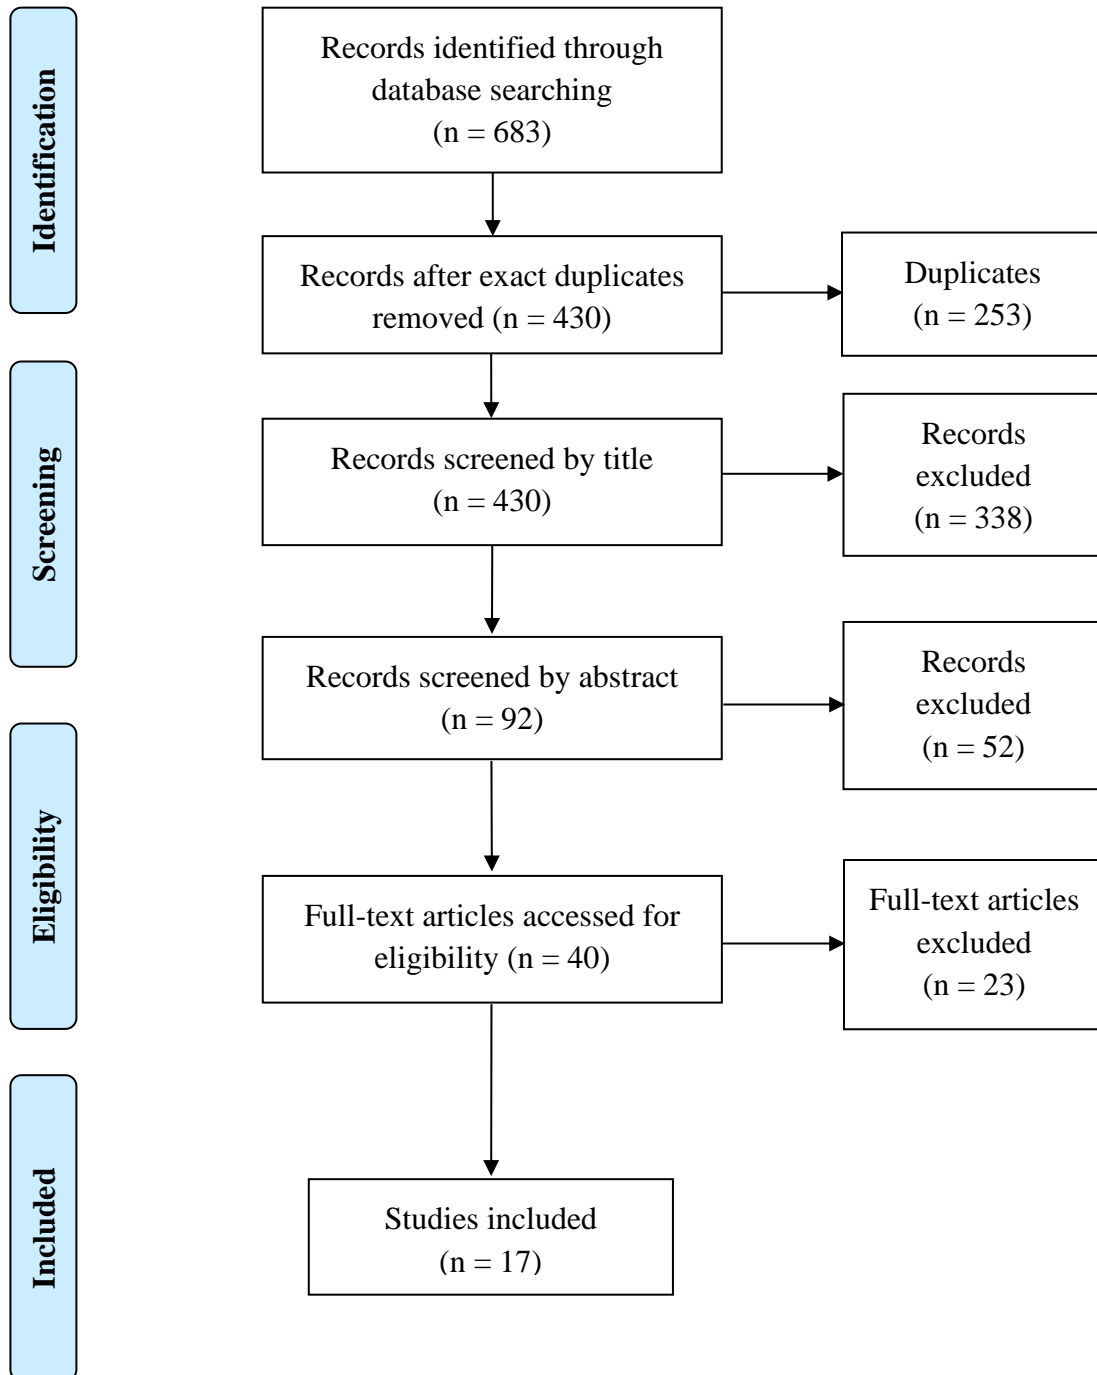 Identification
Records identified through
database searching
(n = 683)
Records after exact duplicates
removed (n = 430)
Duplicates
(n = 253)
Screening
Records screened by title
(n = 430)
Records
excluded
(n = 338)
Records screened by abstract
(n = 92)
Records
excluded
(n = 52)
Eligibility
Full-text articles accessed for
eligibility (n = 40)
Full-text articles
excluded
(n = 23)
Included
Studies included
(n = 17)